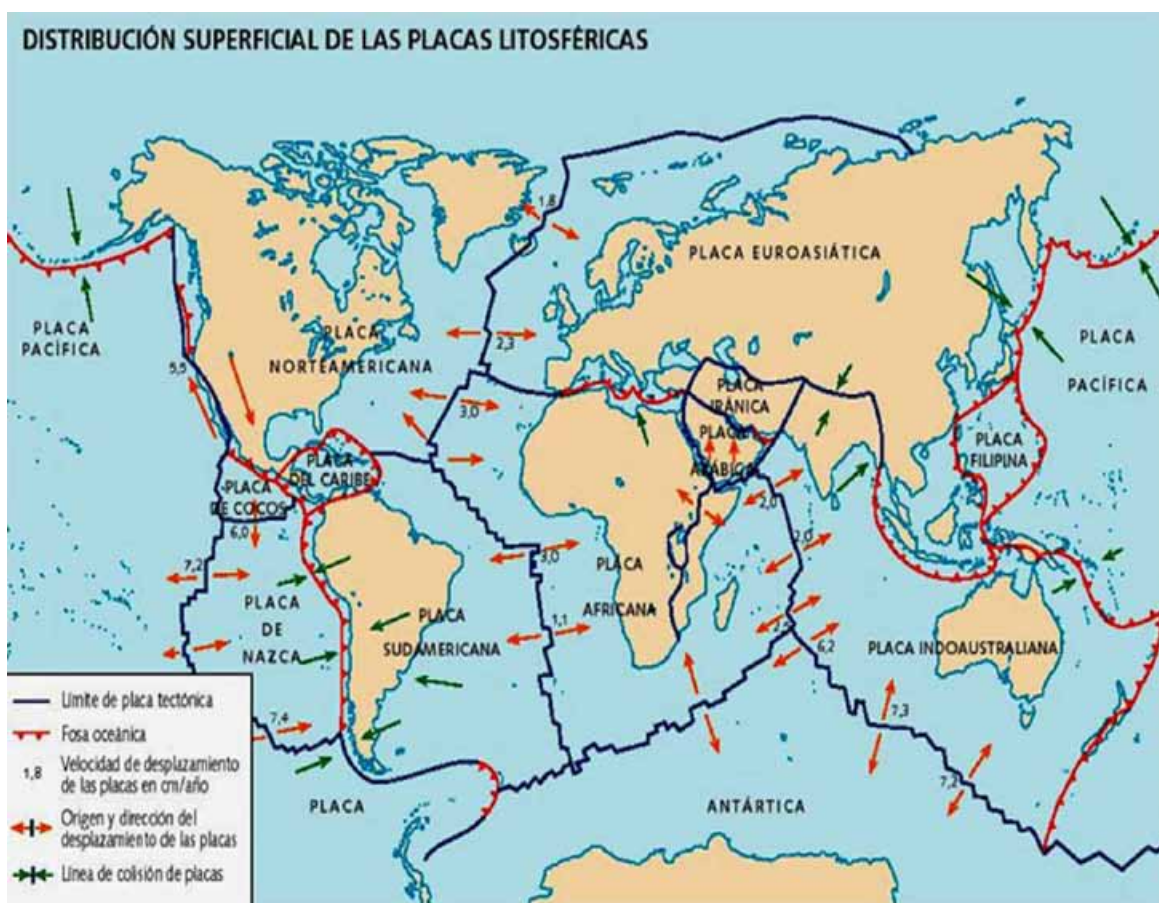 DISTRIBUCIÓN SUPERFICIAL DE LAS PLACAS LITOSFÉRICAS
1,8
PLACA EUROASIÁTICA
PLACA
PACÍFICA
PLACA
NORTEAMERICANA
2,3
PLACA
PACÍFICA
5,5
3,0
PLACA
IRÁNICA
PLACA
ARÁBIGA
PLACA
FILIPINA
PLACA
DEL CARIBE
PLACA
DE COCOS
6,0
2,0
2,0
7,2
3,0
PLACA
AFRICANA
PLACA
DE
NAZCA
PLACA
SUDAMERICANA
1,1
6,2
PLACA INDOAUSTRALIANA
7,4
7,3
7,2
PLACA
ANTÁRTICA
Límite de placa tectónica
Fosa oceánica
1,8
Velocidad de desplazamiento
de las placas en cm/año
Origen y dirección del
desplazamiento de las placas
Línea de colisión de placas